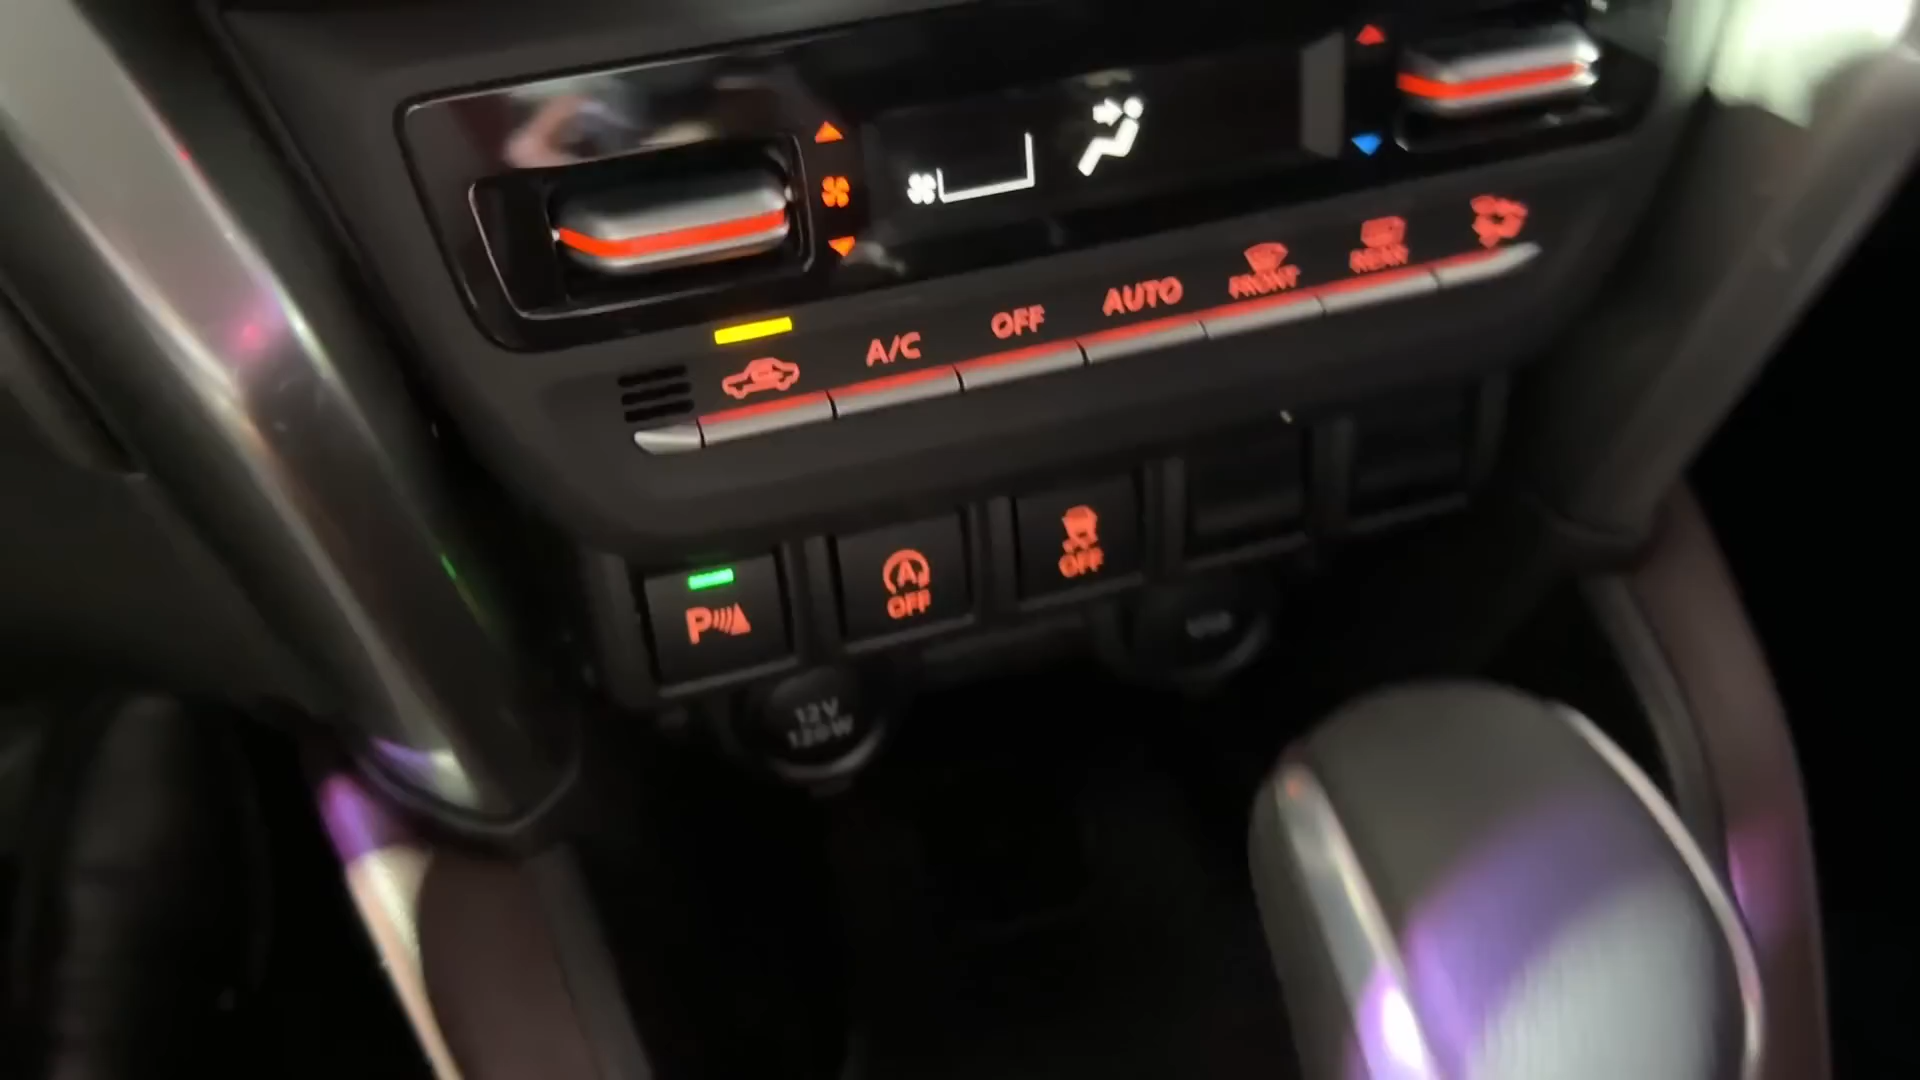 A/C
OFF
AUTO
FRONT
REAR
P
A
OFF
OFF
12V
120W